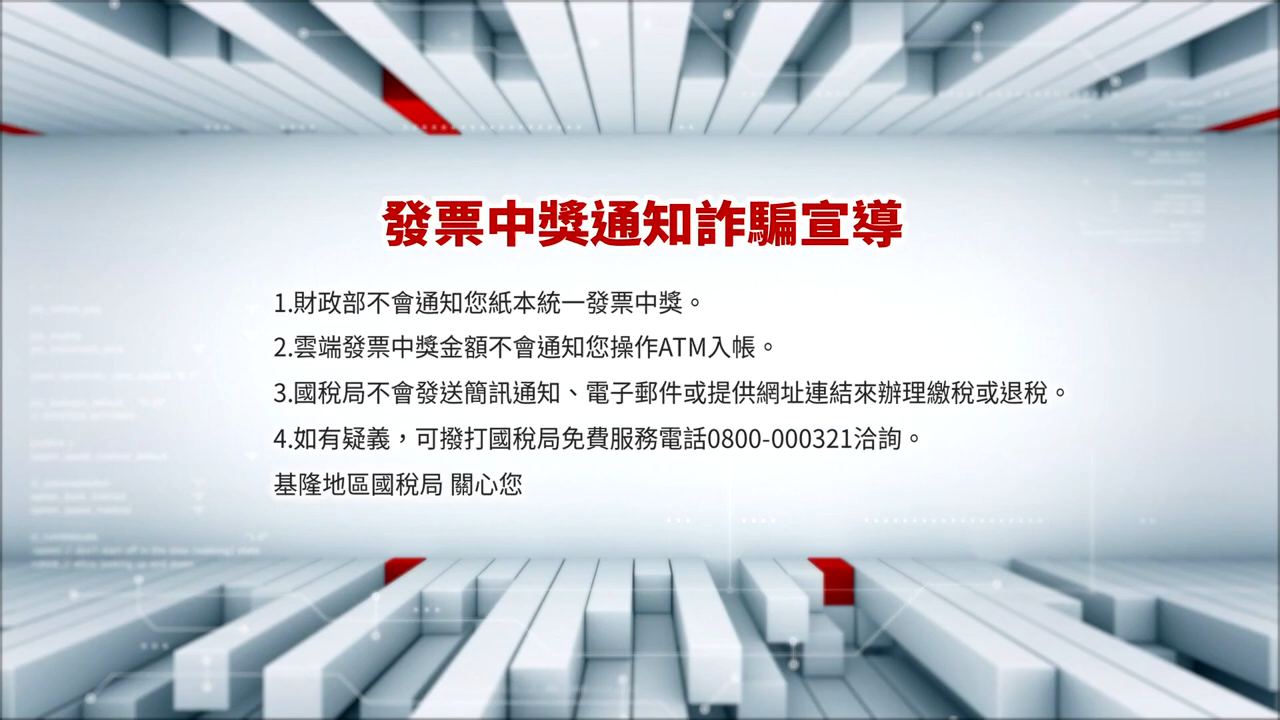 發票中獎通知詐騙宣導
1.財政部不會通知您紙本統一發票中獎。
2.雲端發票中獎金額不會通知您操作ATM入帳。
3.國稅局不會發送簡訊通知、電子郵件或提供網址連結來辦理繳稅或退稅。
4.如有疑義，可撥打國稅局免費服務電話0800-000321洽詢。
基隆地區國稅局 關心您